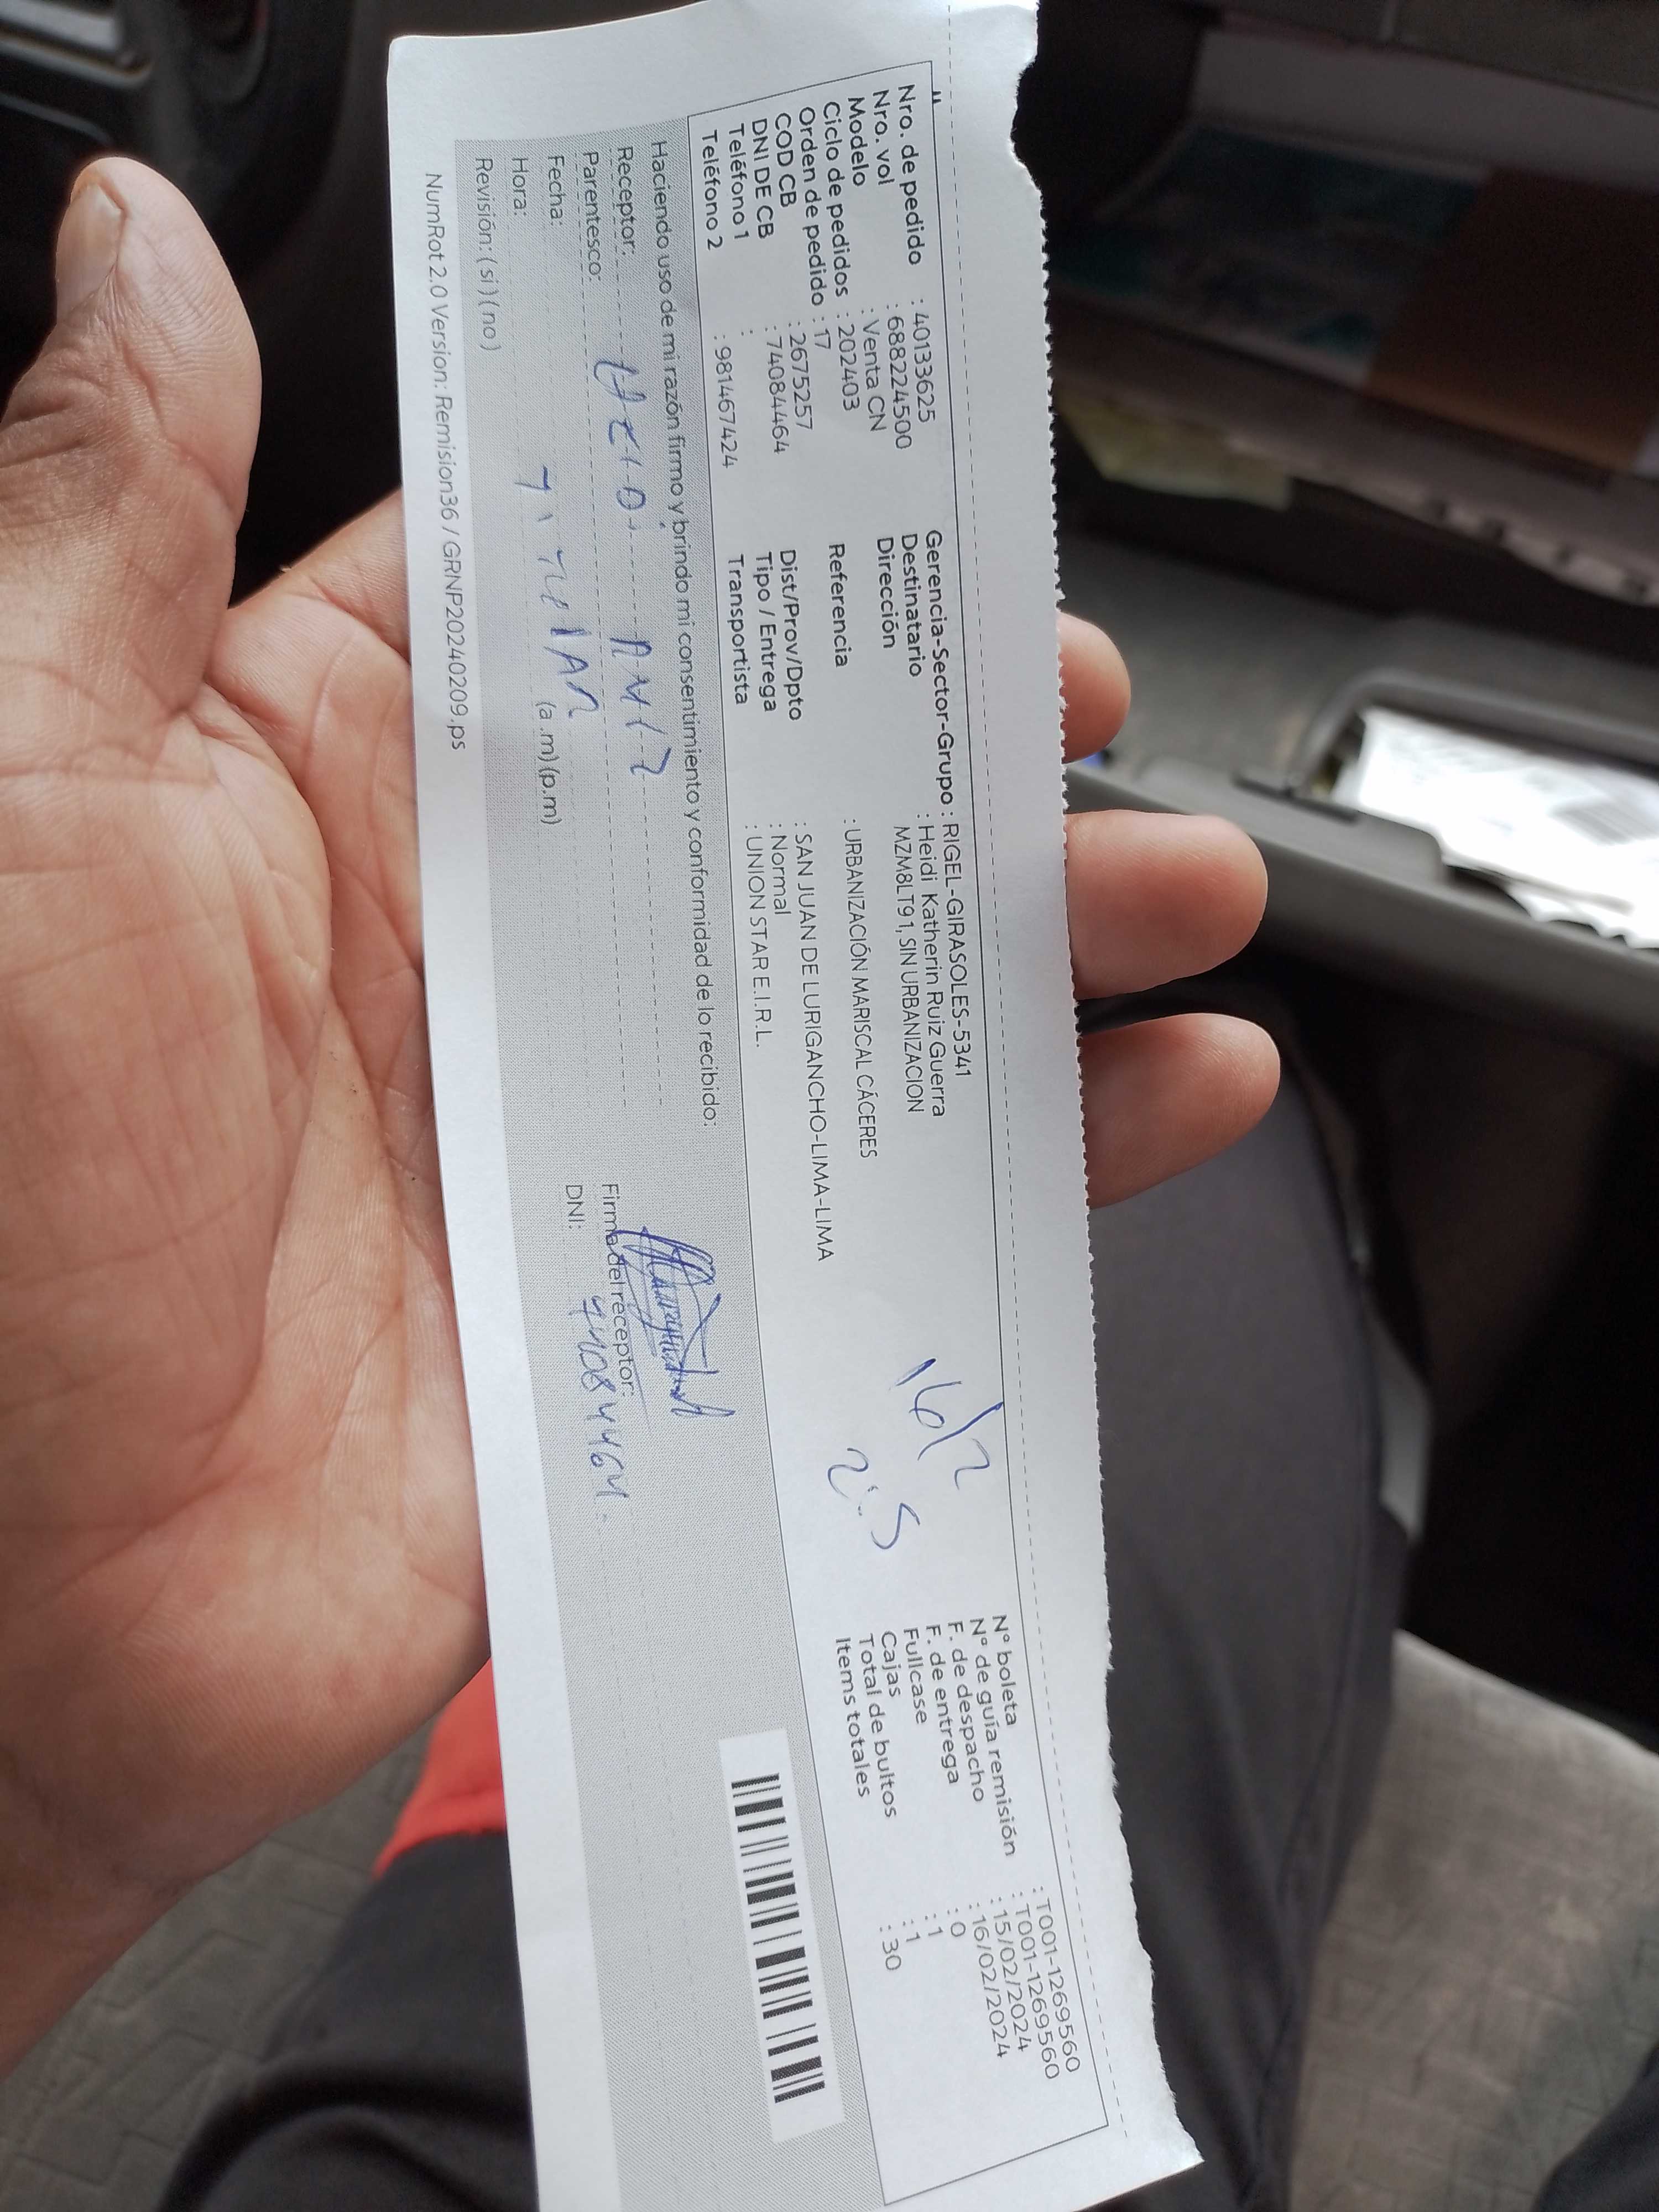 Nro. de pedido : 40133625
Nro. vol : 688224500
Modelo : Venta CN
Ciclo de pedidos : 202403
Orden de pedido : 17
COD CB : 2675257
DNI DE CB : 74084464
Teléfono 1 :
Teléfono 2 : 981467424
Gerencia-Sector-Grupo : RIGEL-GIRASOLES-5341
Destinatario : Heidi Katherin Ruiz Guerra
Dirección MZM8LT9 1, SIN URBANIZACION
Referencia : URBANIZACIÓN MARISCAL CÁCERES
Dist/Prov/Dpto : SAN JUAN DE LURIGANCHO-LIMA-LIMA
Tipo / Entrega : Normal
Transportista : UNION STAR E.I.R.L.
16/2
2:5
N° boleta : T001-1269560
N° de guía remisión : T001-1269560
F. de despacho : 15/02/2024
F. de entrega : 16/02/2024
Fullcase : 0
Cajas : 1
Total de bultos : 1
Items totales : 30
Haciendo uso de mi razón firmo y brindo mi consentimiento y conformidad de lo recibido:
Receptor:
Parentesco:
Fecha:
Hora: (a.m) (p.m)
Revisión: ( si ) ( no )
Firma del receptor:
DNI: 74084464
NumRot 2.0 Version: Remision36 / GRNP20240209.ps